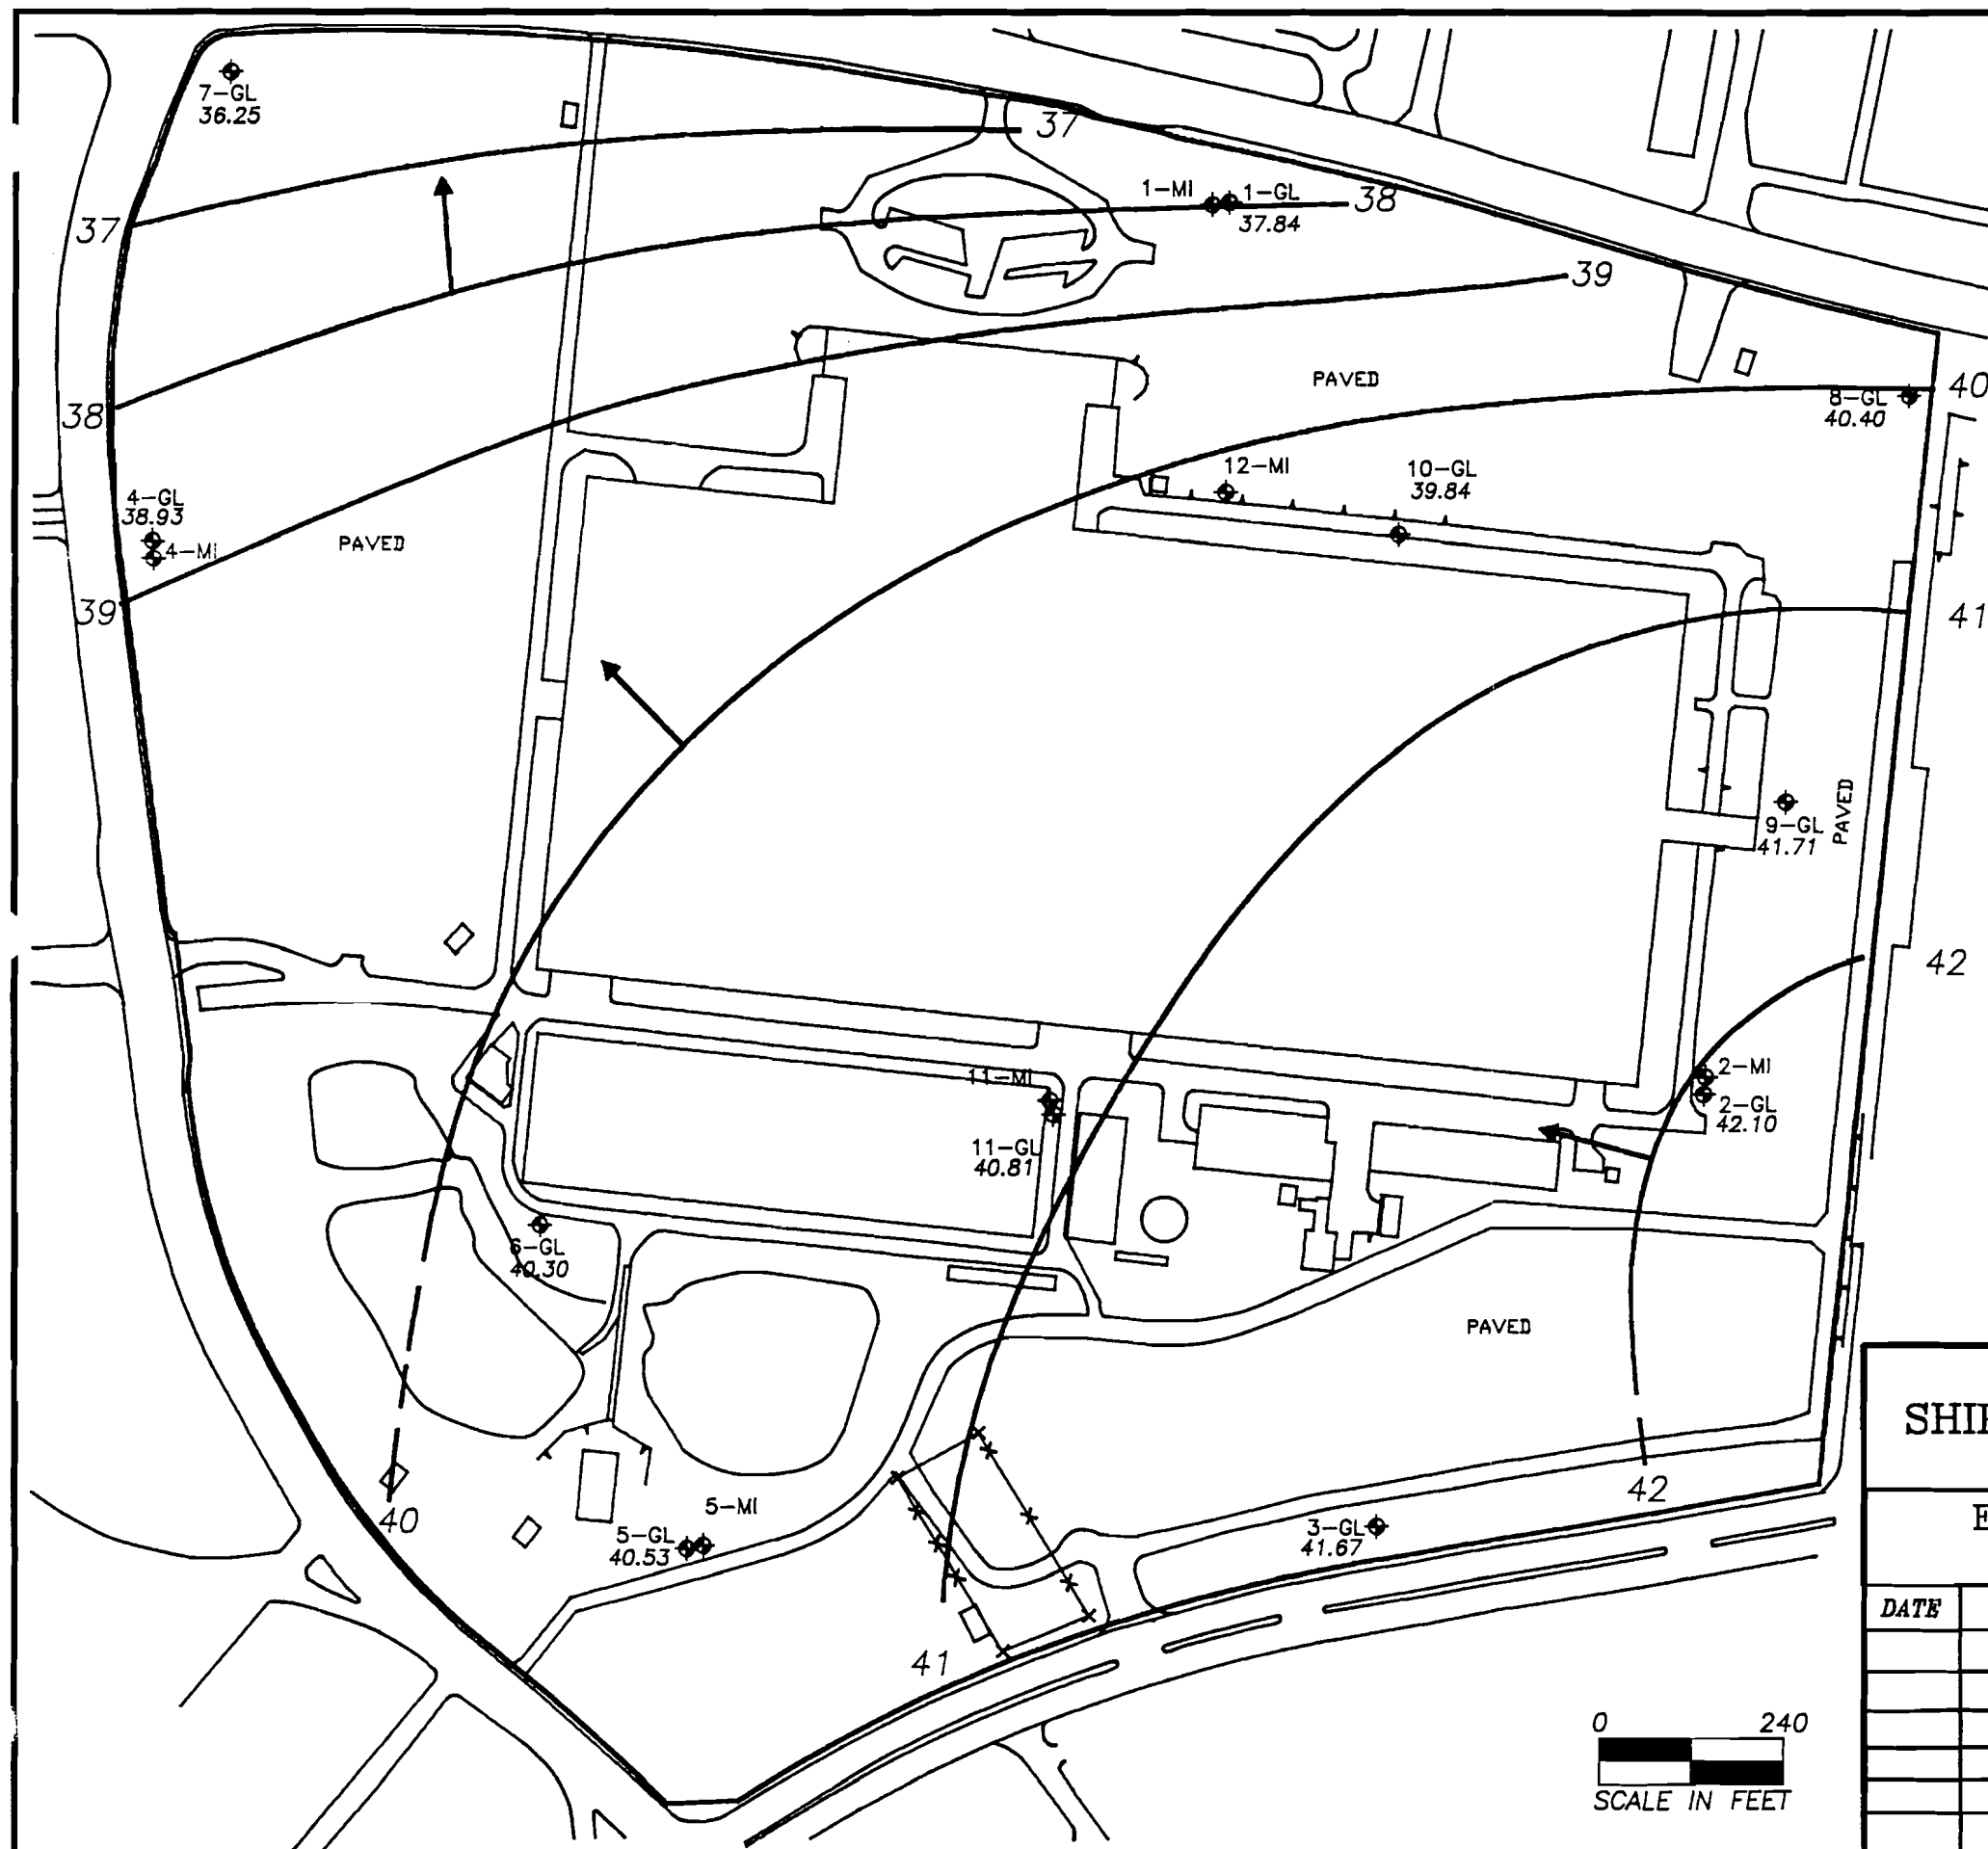 7-GL
36.25
37
1-MI
1-GL
37.84
38
37
39
PAVED
40
8-GL
40.40
38
12-MI
10-GL
39.84
4-GL
38.93
4-MI
PAVED
39
41
PAVED
9-GL
41.71
42
11-MI
2-MI
2-GL
42.10
11-GL
40.81
6-GL
40.30
PAVED
42
40
5-MI
5-GL
40.53
3-GL
41.67
41
DATE
0 240
SCALE IN FEET